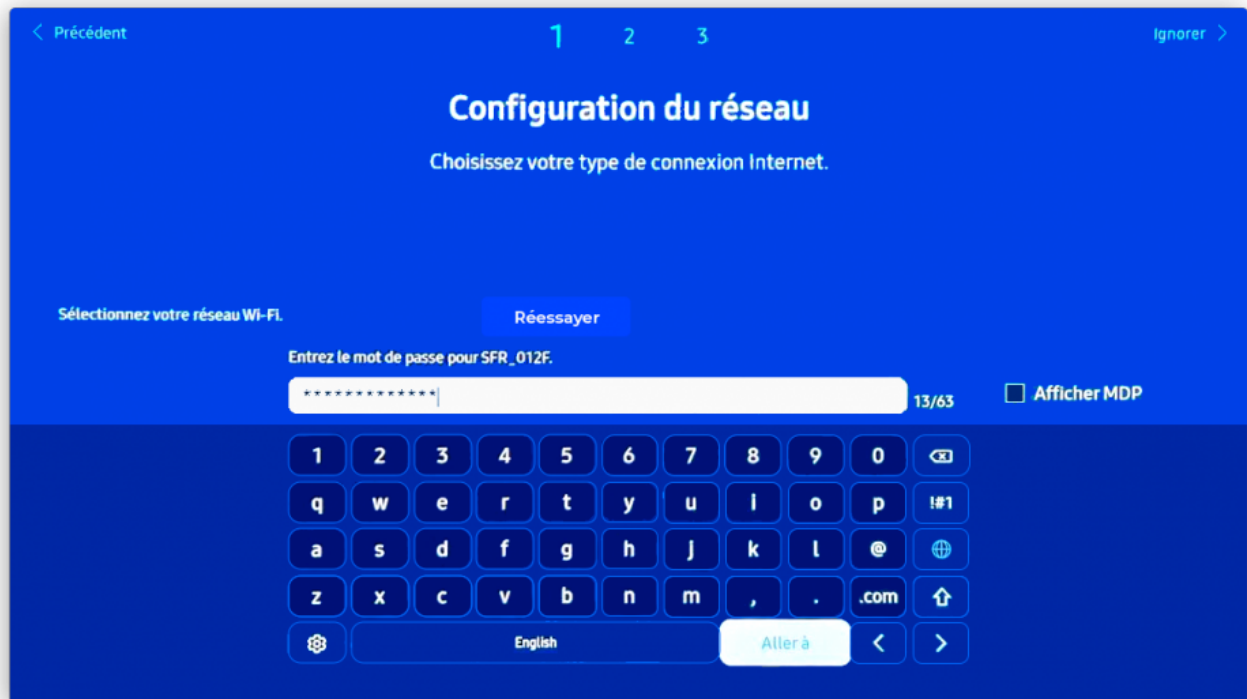 Précédent
1 2 3
Ignorer
Configuration du réseau
Choisissez votre type de connexion Internet.
Sélectionnez votre réseau Wi-Fi.
Réessayer
Entrez le mot de passe pour SFR_012F.
*************
13/63
Afficher MDP
1 2 3 4 5 6 7 8 9 0
q w e r t y u i o p !#1
a s d f g h j k l @
z x c v b n m , . .com
English
Aller à